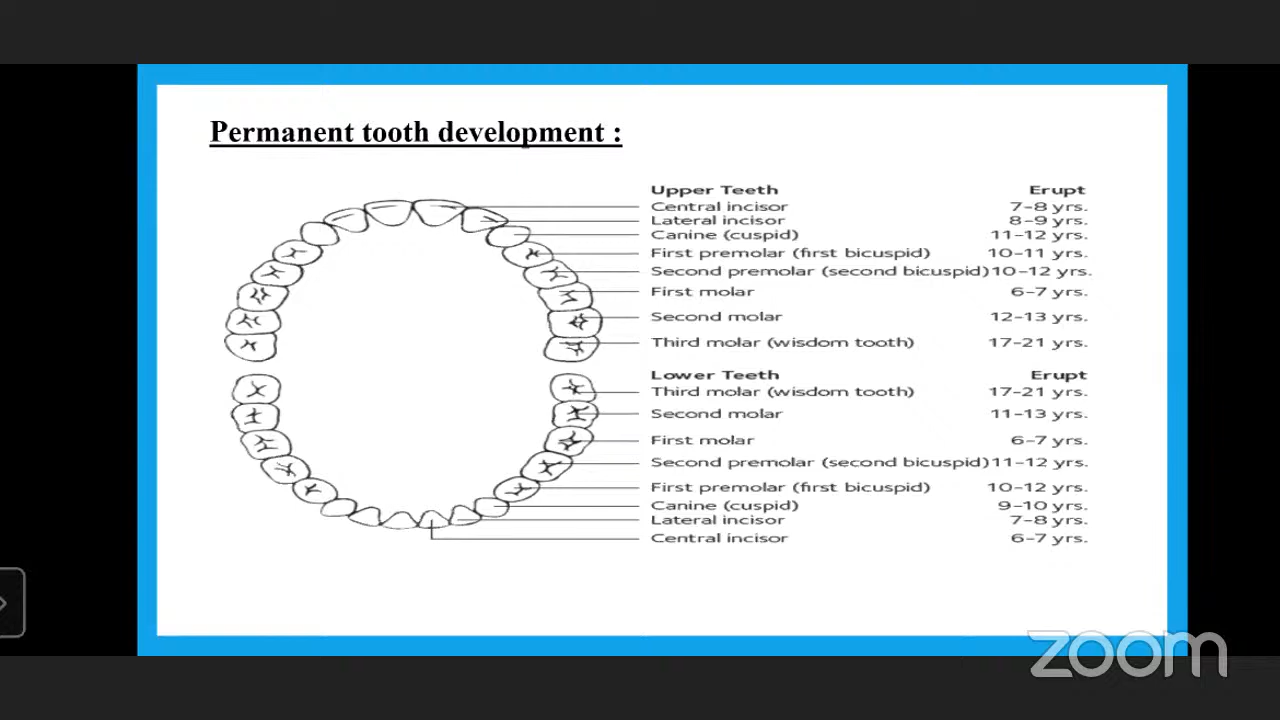 Permanent tooth development :
Upper Teeth Erupt
Central incisor 7–8 yrs.
Lateral incisor 8–9 yrs.
Canine (cuspid) 11–12 yrs.
First premolar (first bicuspid) 10–11 yrs.
Second premolar (second bicuspid) 10–12 yrs.
First molar 6–7 yrs.
Second molar 12–13 yrs.
Third molar (wisdom tooth) 17–21 yrs.
Lower Teeth Erupt
Third molar (wisdom tooth) 17–21 yrs.
Second molar 11–13 yrs.
First molar 6–7 yrs.
Second premolar (second bicuspid) 11–12 yrs.
First premolar (first bicuspid) 10–12 yrs.
Canine (cuspid) 9–10 yrs.
Lateral incisor 7–8 yrs.
Central incisor 6–7 yrs.
zoom